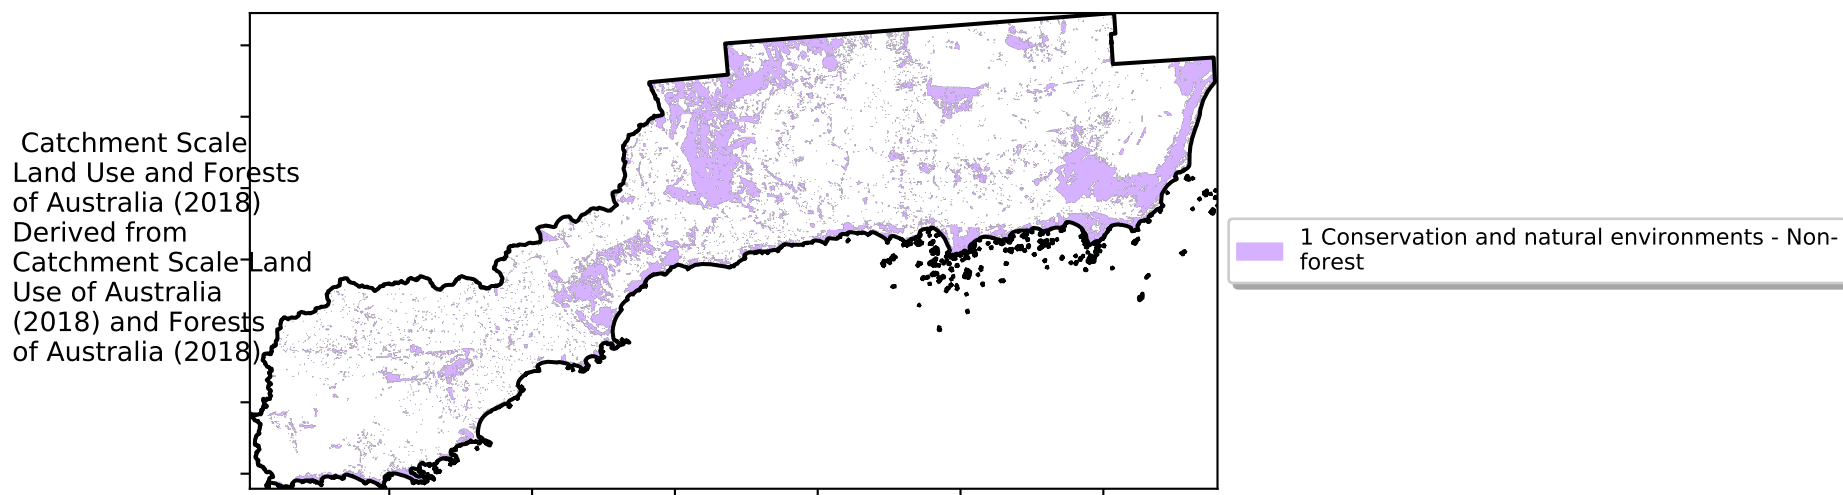 Catchment Scale
Land Use and Forests
of Australia (2018)
Derived from
Catchment Scale Land
Use of Australia
(2018) and Forests
of Australia (2018)
1 Conservation and natural environments - Non-
forest